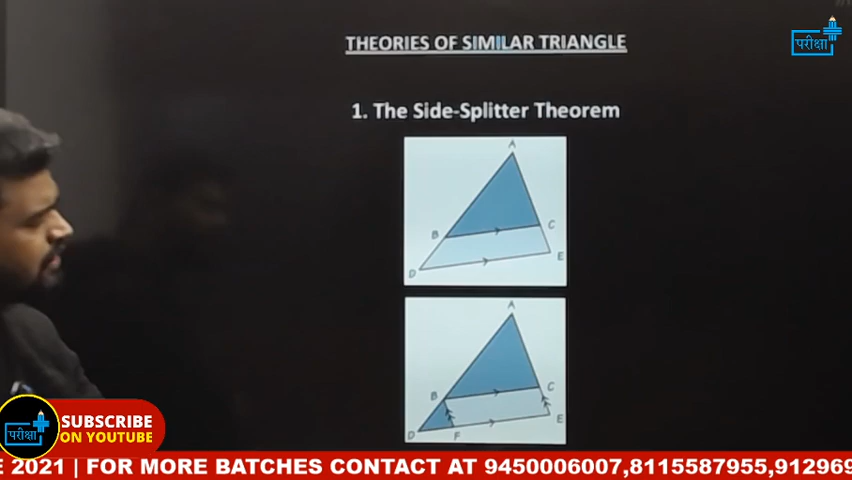 परीक्षा
THEORIES OF SIMILAR TRIANGLE
1. The Side-Splitter Theorem
A
B
C
D
E
A
B
C
D
F
E
परीक्षा
SUBSCRIBE
ON YOUTUBE
E 2021 | FOR MORE BATCHES CONTACT AT 9450006007,8115587955,912969